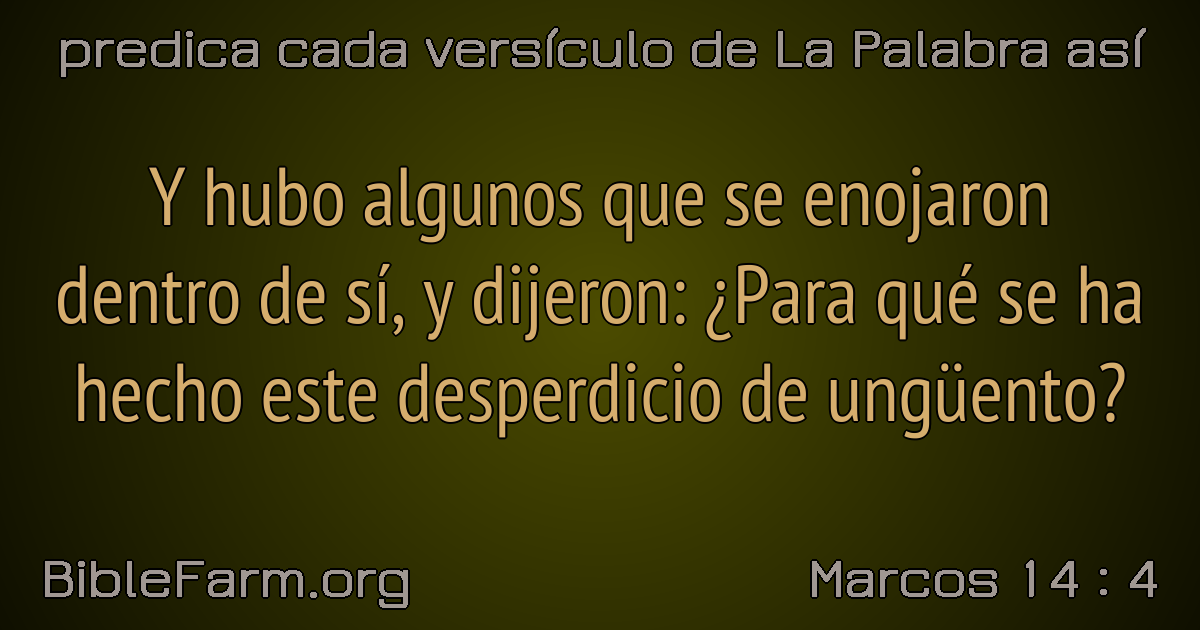 predica cada versículo de La Palabra así
Y hubo algunos que se enojaron
dentro de sí, y dijeron: ¿Para qué se ha
hecho este desperdicio de ungüento?
BibleFarm.org
Marcos 14 : 4